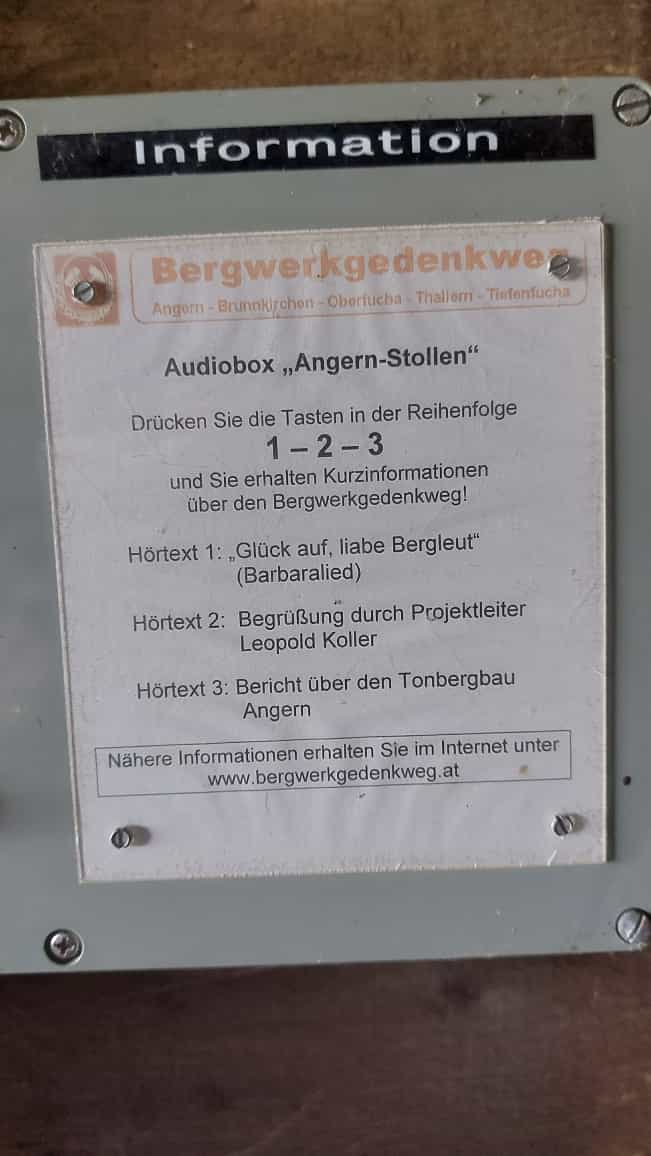 Information
Bergwerkgedenkweg
Angern - Brunnkirchen - Oberfucha - Thallern - Tiefenfucha
Audiobox „Angern-Stollen“
Drücken Sie die Tasten in der Reihenfolge
1 – 2 – 3
und Sie erhalten Kurzinformationen
über den Bergwerkgedenkweg!
Hörtext 1: „Glück auf, liabe Bergleut“
(Barbaralied)
Hörtext 2: Begrüßung durch Projektleiter
Leopold Koller
Hörtext 3: Bericht über den Tonbergbau
Angern
Nähere Informationen erhalten Sie im Internet unter
www.bergwerkgedenkweg.at